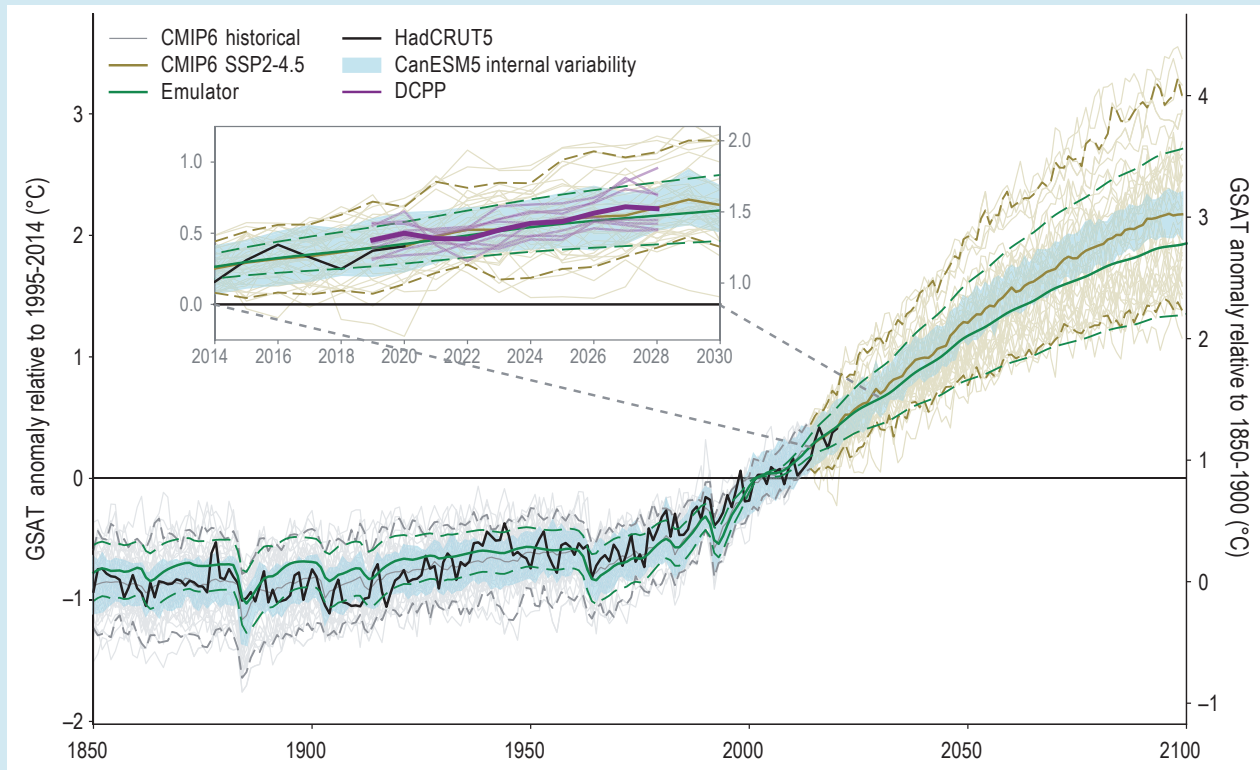 CMIP6 historical
CMIP6 SSP2-4.5
Emulator
HadCRUT5
CanESM5 internal variability
DCPP
GSAT anomaly relative to 1995-2014 (°C)
3
2
1
0
–1
–2
1.0
0.5
0.0
2.0
1.5
1.0
2014 2016 2018 2020 2022 2024 2026 2028 2030
4
3
2
1
0
–1
GSAT anomaly relative to 1850-1900 (°C)
1850 1900 1950 2000 2050 2100